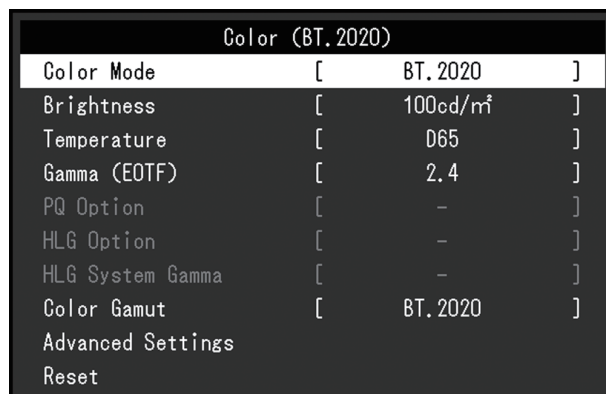 Color (BT.2020)
Color Mode [ BT.2020 ]
Brightness [ 100cd/㎡ ]
Temperature [ D65 ]
Gamma (EOTF) [ 2.4 ]
PQ Option [ - ]
HLG Option [ - ]
HLG System Gamma [ - ]
Color Gamut [ BT.2020 ]
Advanced Settings
Reset